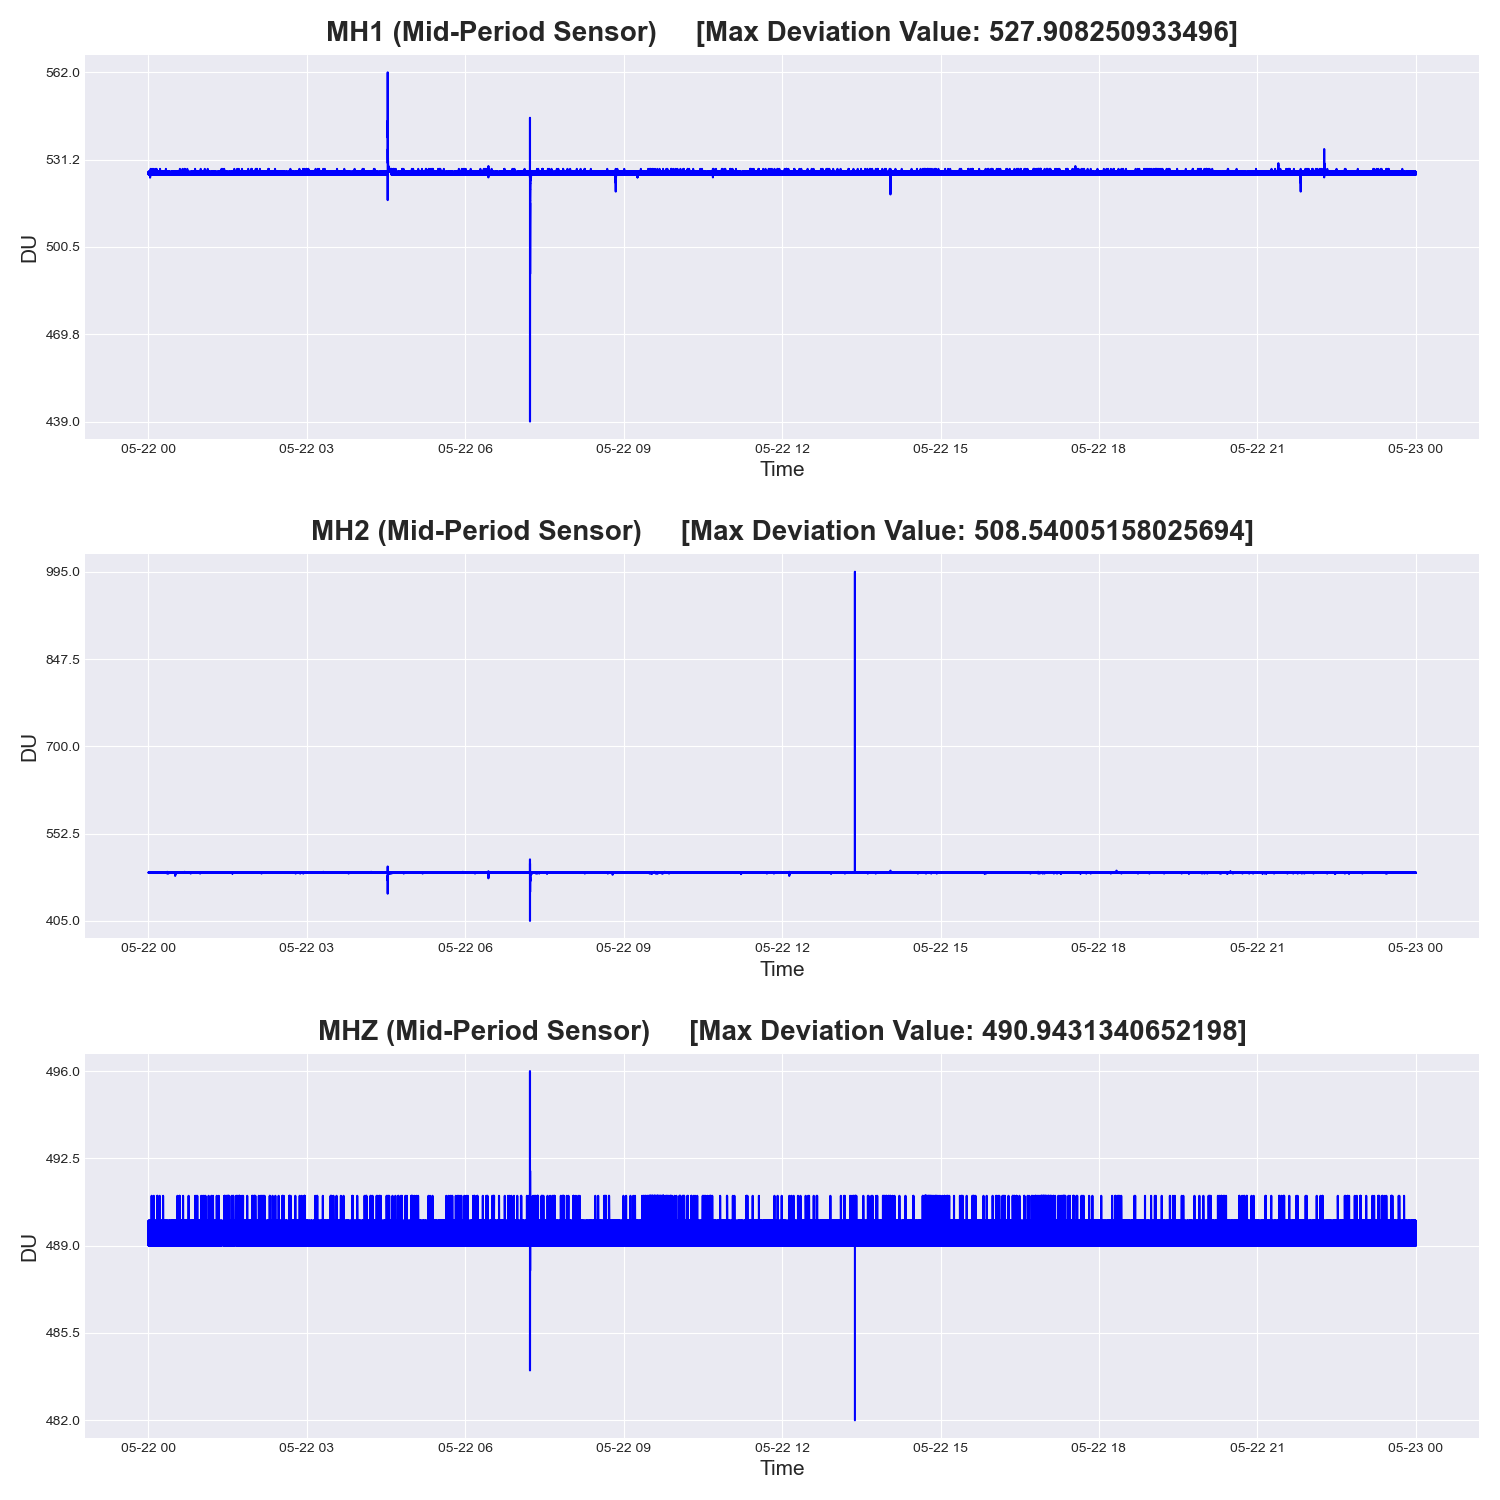 MH1 (Mid-Period Sensor) [Max Deviation Value: 527.908250933496]
562.0
531.2
500.5
469.8
439.0
DU
05-22 00 05-22 03 05-22 06 05-22 09 05-22 12 05-22 15 05-22 18 05-22 21 05-23 00
Time
MH2 (Mid-Period Sensor) [Max Deviation Value: 508.54005158025694]
995.0
847.5
700.0
552.5
405.0
DU
05-22 00 05-22 03 05-22 06 05-22 09 05-22 12 05-22 15 05-22 18 05-22 21 05-23 00
Time
MHZ (Mid-Period Sensor) [Max Deviation Value: 490.9431340652198]
496.0
492.5
489.0
485.5
482.0
DU
05-22 00 05-22 03 05-22 06 05-22 09 05-22 12 05-22 15 05-22 18 05-22 21 05-23 00
Time